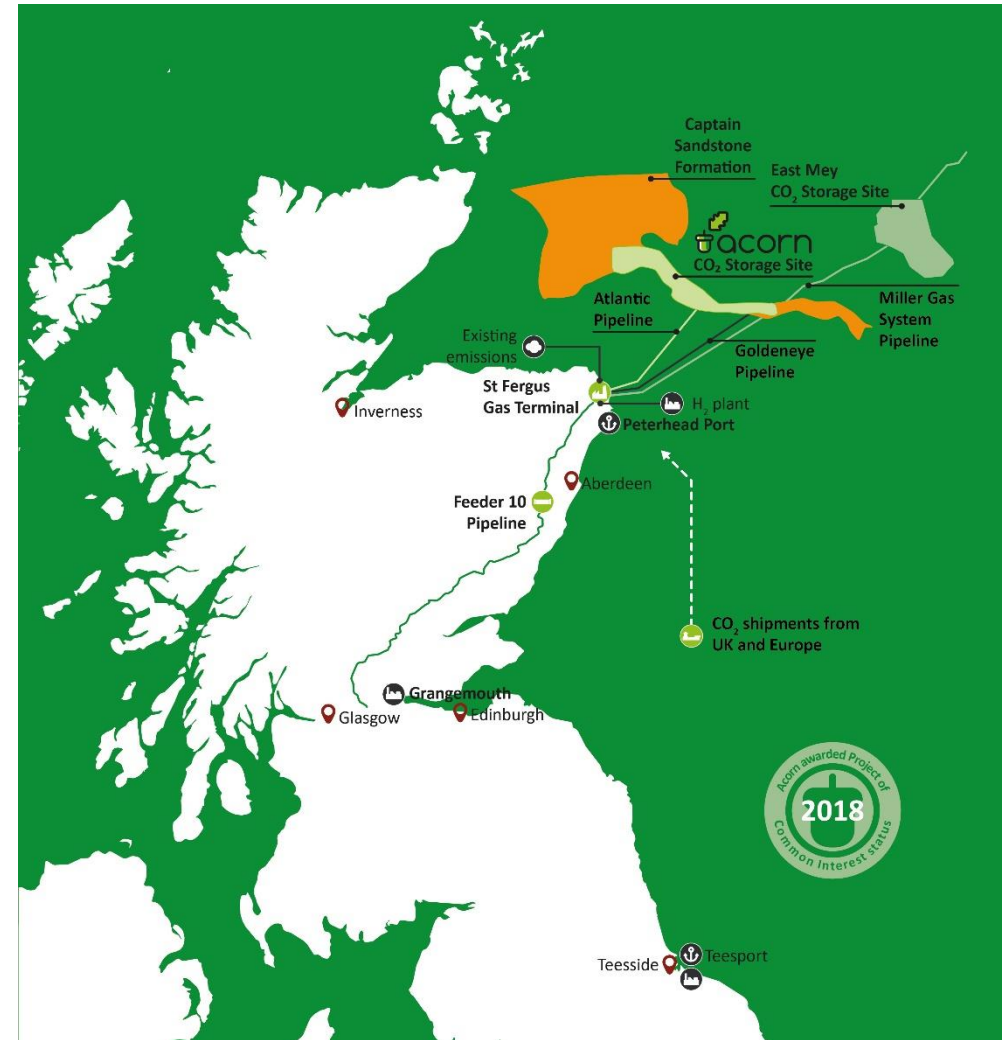 Captain
Sandstone
Formation
East Mey
CO₂ Storage Site
acorn
CO₂ Storage Site
Atlantic
Pipeline
Miller Gas
System
Pipeline
Goldeneye
Pipeline
Existing
emissions
St Fergus
Gas Terminal
H₂ plant
Peterhead Port
Inverness
Aberdeen
Feeder 10
Pipeline
CO₂ shipments from
UK and Europe
Grangemouth
Glasgow
Edinburgh
Acorn awarded Project of
2018
Common Interest status
Teesside
Teesport